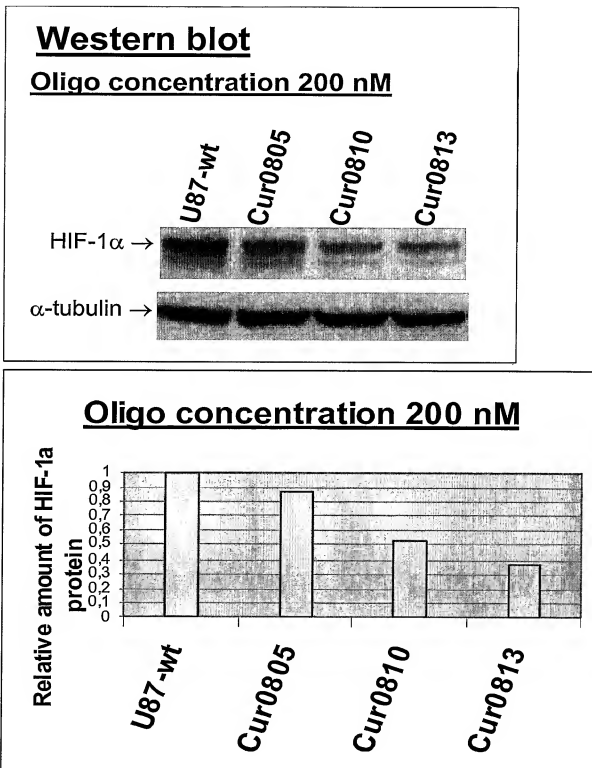 Western blot
Oligo concentration 200 nM
U87-wt
Cur0805
Cur0810
Cur0813
HIF-1α →
α-tubulin →
Oligo concentration 200 nM
Relative amount of HIF-1a
protein
1
0,9
0,8
0,7
0,6
0,5
0,4
0,3
0,2
0,1
0
U87-wt
Cur0805
Cur0810
Cur0813